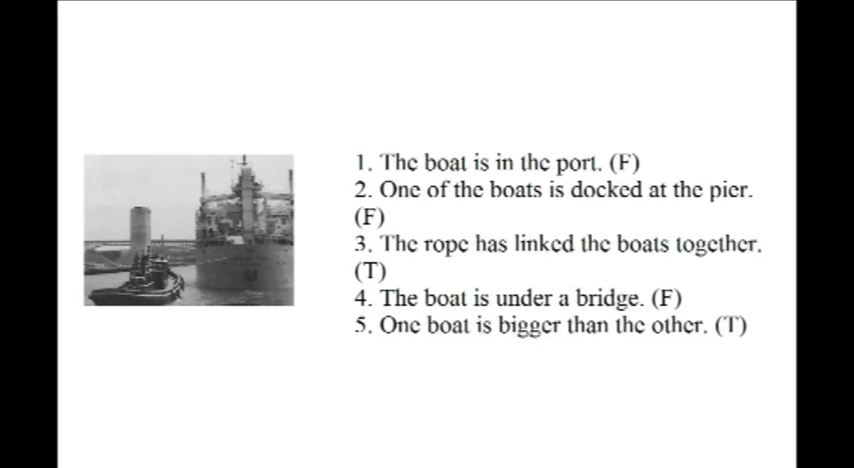 1. The boat is in the port. (F)
2. One of the boats is docked at the pier.
(F)
3. The rope has linked the boats together.
(T)
4. The boat is under a bridge. (F)
5. One boat is bigger than the other. (T)